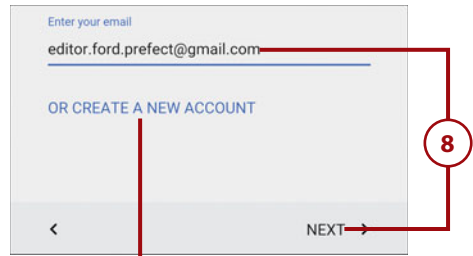 Enter your email
editor.ford.prefect@gmail.com
OR CREATE A NEW ACCOUNT
8
NEXT